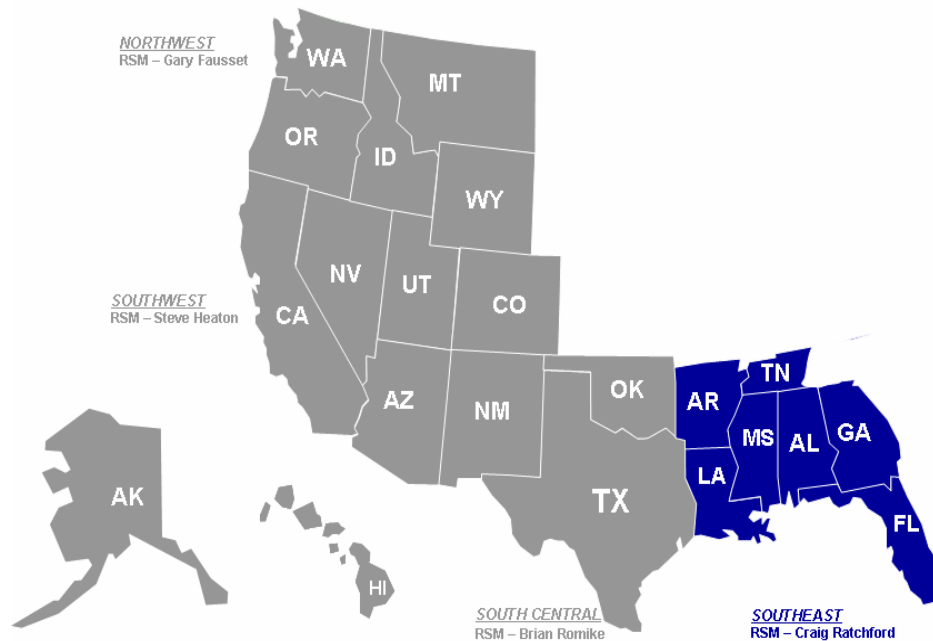 NORTHWEST
RSM – Gary Fausset
WA
MT
OR
ID
WY
NV
UT
CO
CA
SOUTHWEST
RSM – Steve Heaton
AZ
NM
OK
AR
TN
MS
AL
GA
LA
TX
FL
AK
HI
SOUTH CENTRAL
RSM – Brian Romike
SOUTHEAST
RSM – Craig Ratchford